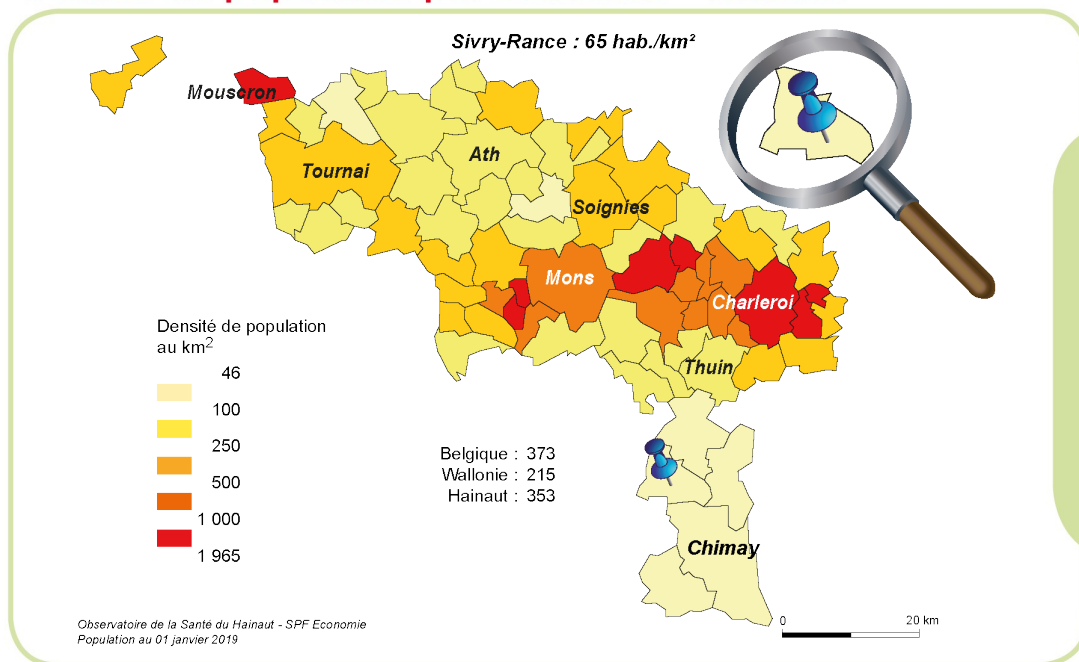 Sivry-Rance : 65 hab./km²
Mouscron
Ath
Tournai
Soignies
Mons
Charleroi
Densité de population
au km²
46
100
250
500
1 000
1 965
Thuin
Belgique : 373
Wallonie : 215
Hainaut : 353
Chimay
Observatoire de la Santé du Hainaut - SPF Economie
Population au 01 janvier 2019
0 20 km